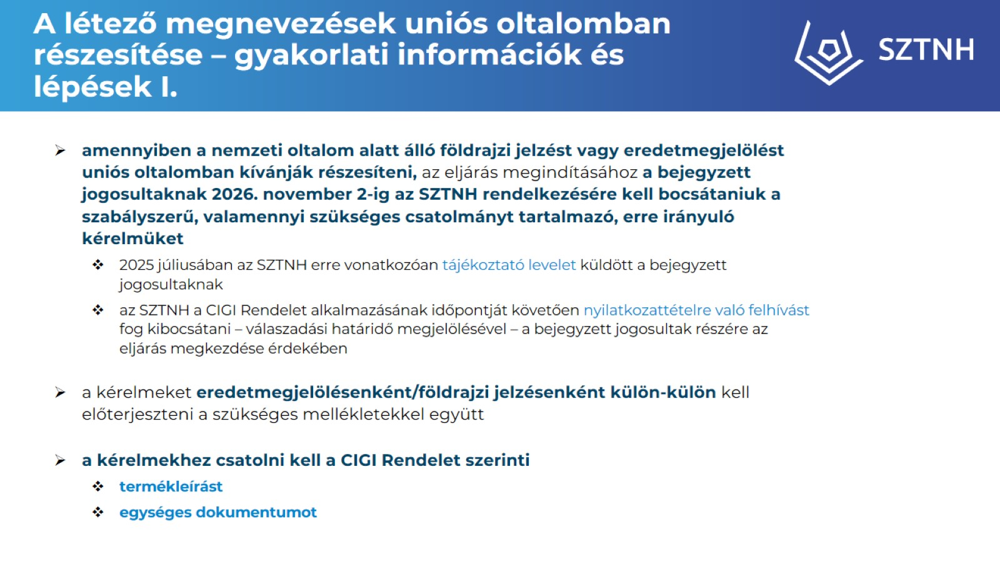 A létező megnevezések uniós oltalomban
részesítése – gyakorlati információk és
lépések I.
SZTNH
amennyiben a nemzeti oltalom alatt álló földrajzi jelzést vagy eredetmegjelölést
uniós oltalomban kívánják részesíteni, az eljárás megindításához a bejegyzett
jogosultaknak 2026. november 2-ig az SZTNH rendelkezésére kell bocsátaniuk a
szabályszerű, valamennyi szükséges csatolmányt tartalmazó, erre irányuló
kérelmüket
2025 júliusában az SZTNH erre vonatkozóan tájékoztató levelet küldött a bejegyzett
jogosultaknak
az SZTNH a CIGI Rendelet alkalmazásának időpontját követően nyilatkozattételre való felhívást
fog kibocsátani – válaszadási határidő megjelölésével – a bejegyzett jogosultak részére az
eljárás megkezdése érdekében
a kérelmeket eredetmegjelölésenként/földrajzi jelzésenként külön-külön kell
előterjeszteni a szükséges mellékletekkel együtt
a kérelmekhez csatolni kell a CIGI Rendelet szerinti
termékleírást
egységes dokumentumot